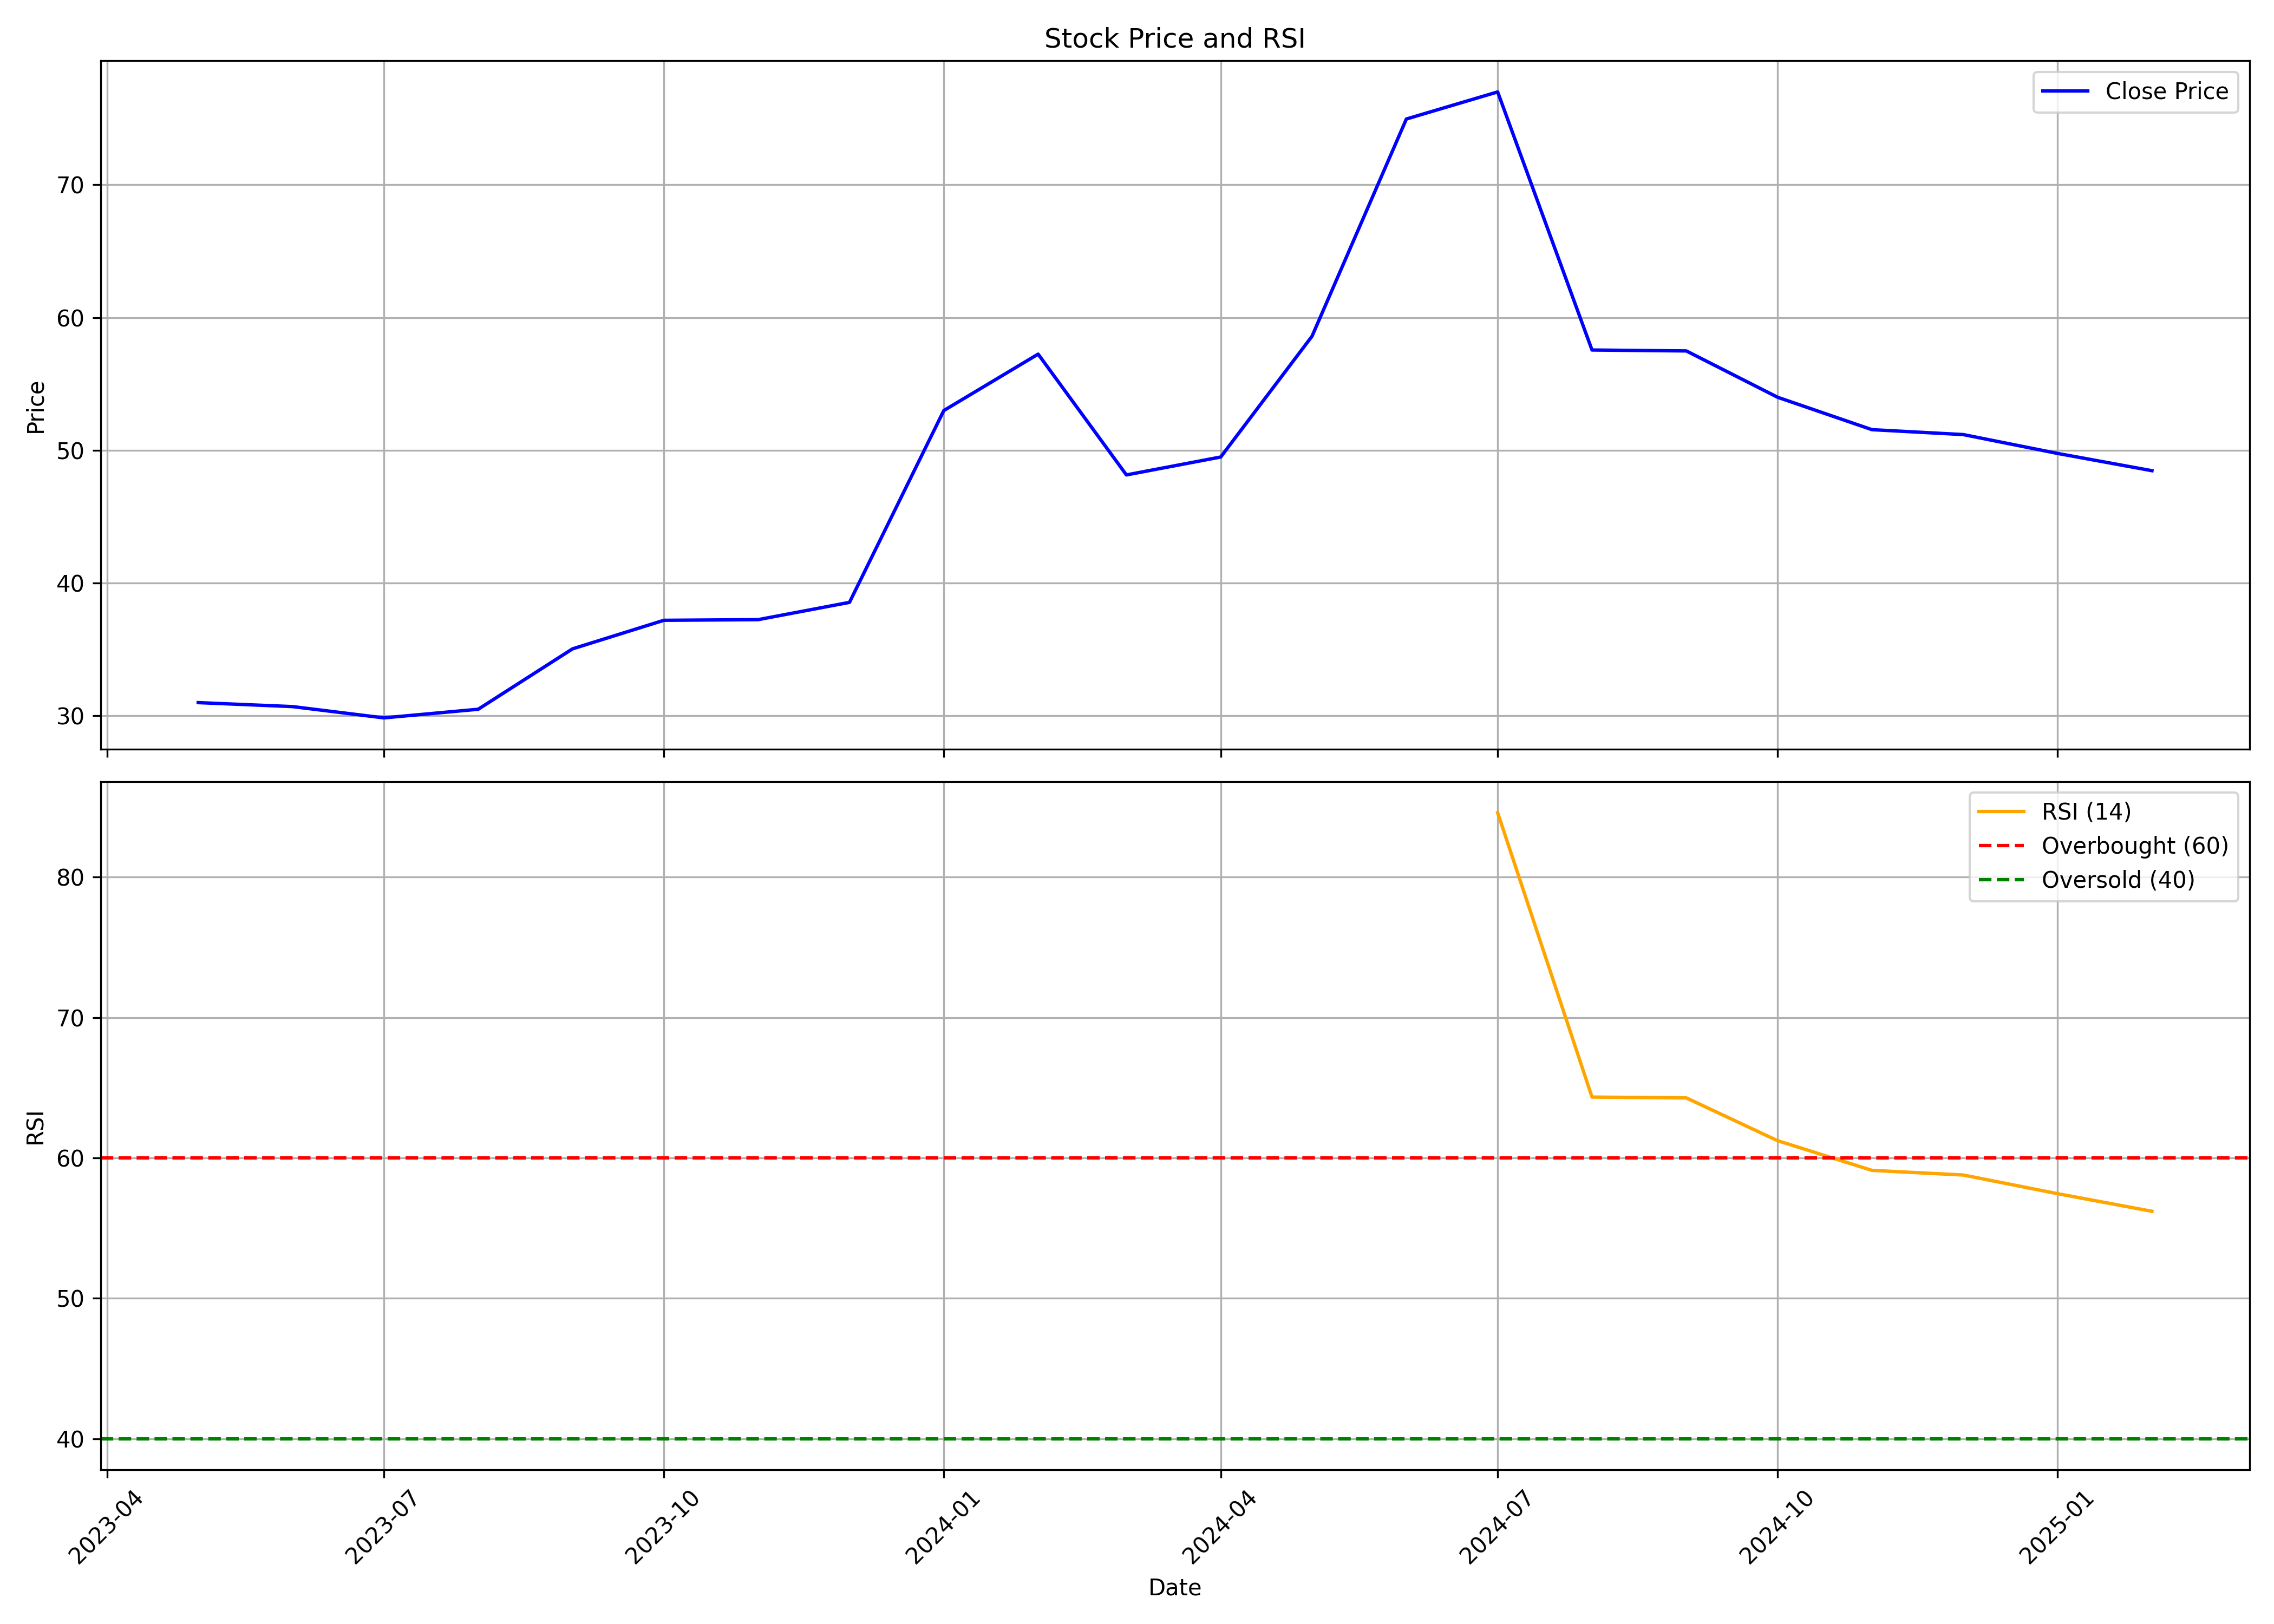 Stock Price and RSI
Close Price
70
60
50
40
30
Price
RSI (14)
Overbought (60)
Oversold (40)
80
70
60
50
40
RSI
2023-04
2023-07
2023-10
2024-01
2024-04
2024-07
2024-10
2025-01
Date